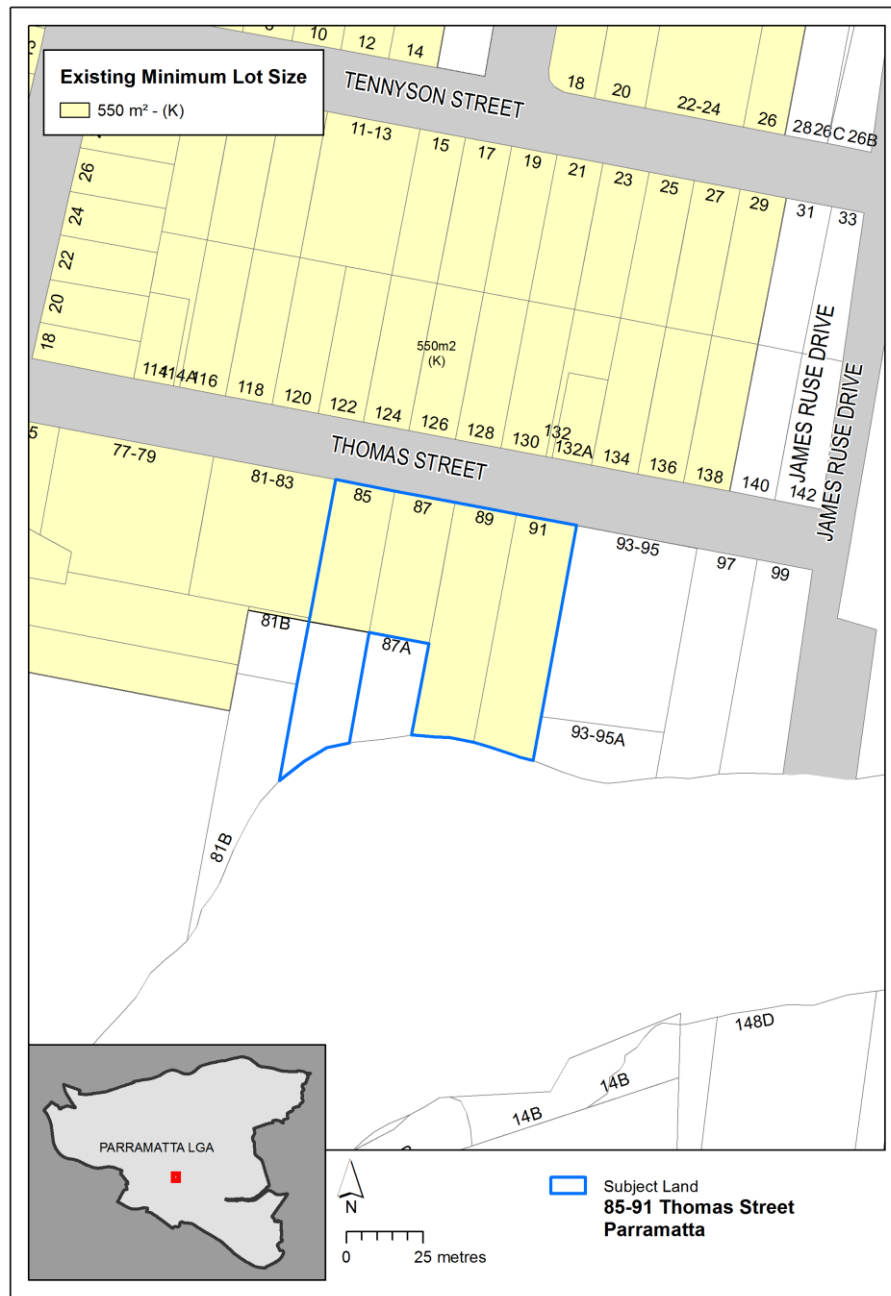 10
12
14
Existing Minimum Lot Size
550 m² - (K)
TENNYSON STREET
18
20
22-24
26
28
26C
26B
11-13
15
17
19
21
23
25
27
29
31
33
26
24
22
20
18
550m2
(K)
JAMES RUSE DRIVE
JAMES RUSE DRIVE
114
114A
116
118
120
122
124
126
128
130
132
132A
134
136
138
140
142
THOMAS STREET
77-79
81-83
85
87
89
91
93-95
97
99
81B
87A
93-95A
81B
148D
14B
14B
PARRAMATTA LGA
N
0 25 metres
Subject Land
85-91 Thomas Street
Parramatta